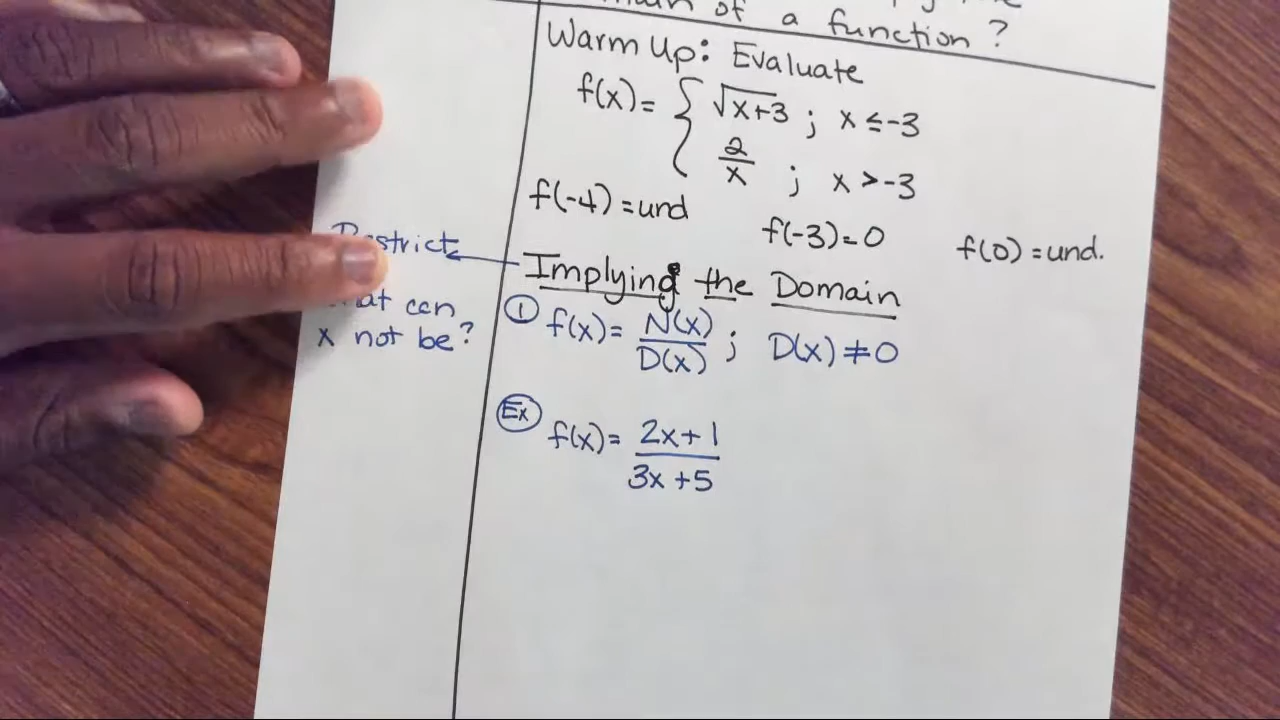 of a function ?
Warm Up: Evaluate
f(x)= { √x+3 ; x ≤ -3
2/x ; x > -3
f(-4) = und
f(-3) = 0
f(0) = und.
Restrict
Implying the Domain
can
x not be?
① f(x)= N(x)/D(x) ; D(x) ≠ 0
Ex f(x)= 2x+1/3x+5